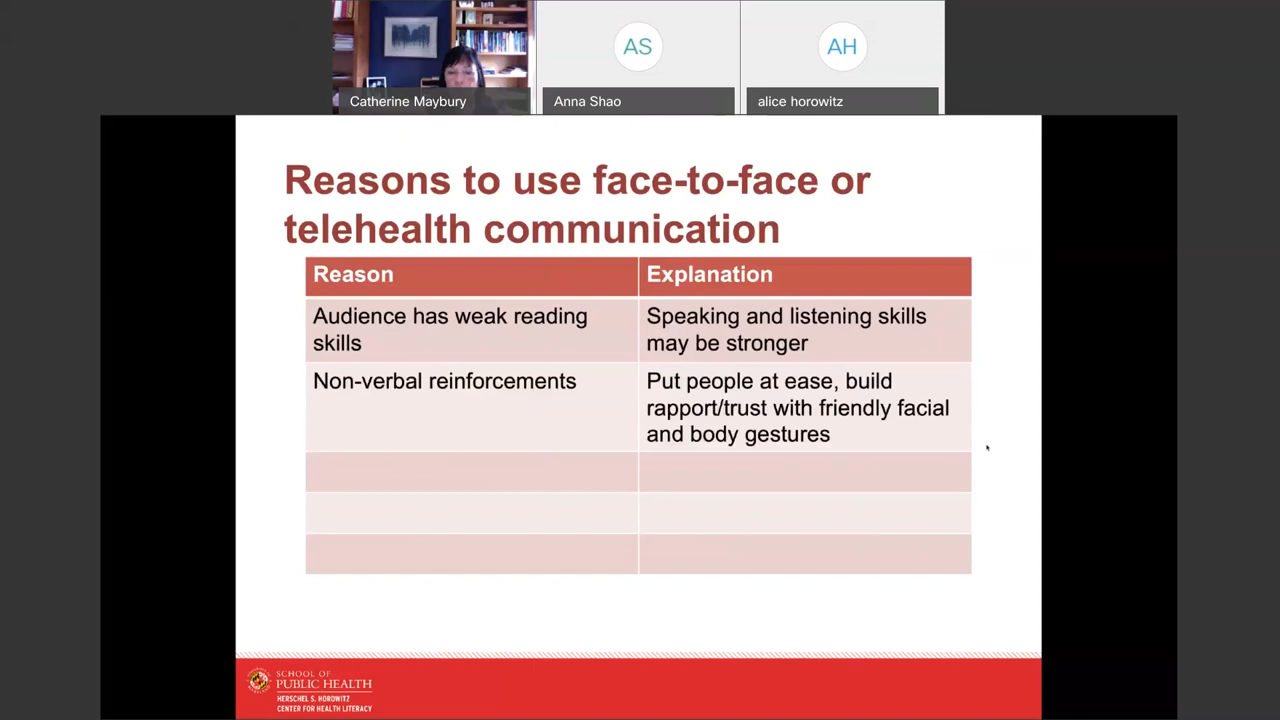 AS
AH
Catherine Maybury
Anna Shao
alice horowitz
Reasons to use face-to-face or
telehealth communication
Reason
Explanation
Audience has weak reading
skills
Speaking and listening skills
may be stronger
Non-verbal reinforcements
Put people at ease, build
rapport/trust with friendly facial
and body gestures
SCHOOL OF
PUBLIC HEALTH
HERSCHEL S. HOROWITZ
CENTER FOR HEALTH LITERACY